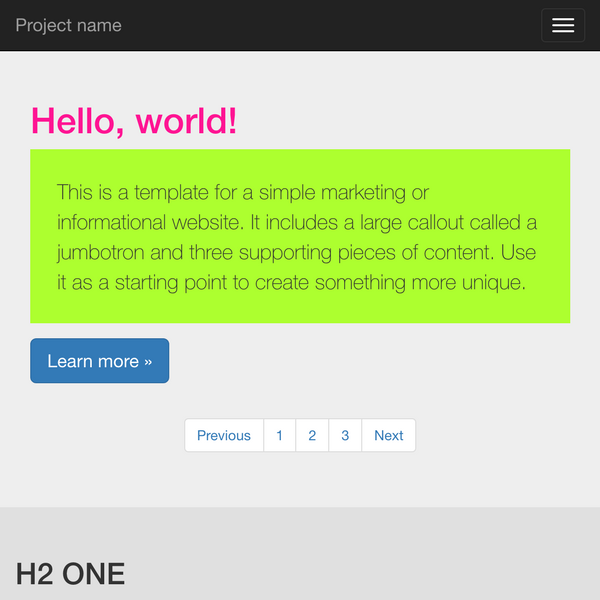 Project name
Hello, world!
This is a template for a simple marketing or
informational website. It includes a large callout called a
jumbotron and three supporting pieces of content. Use
it as a starting point to create something more unique.
Learn more »
Previous 1 2 3 Next
H2 ONE